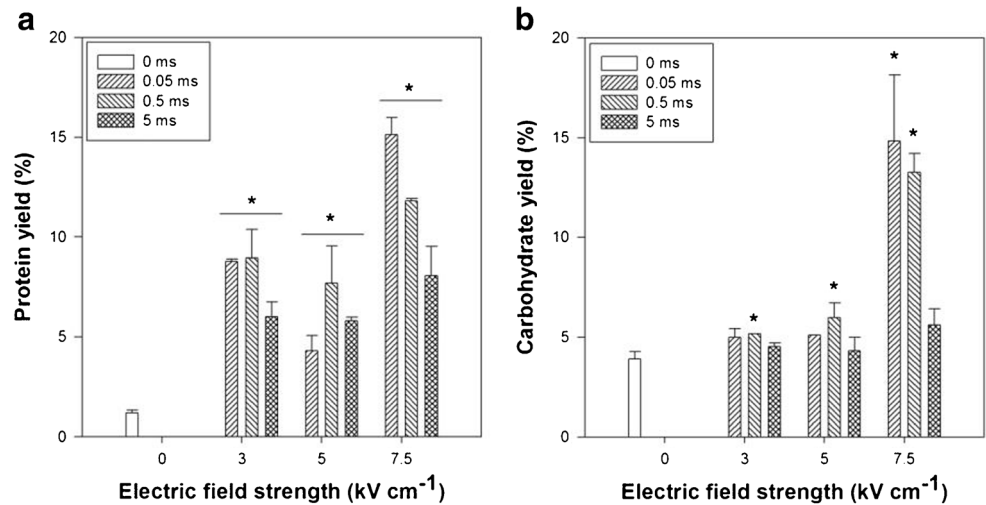 a
20
15
10
5
0
Protein yield (%)
0 ms
0.05 ms
0.5 ms
5 ms
*
*
*
0 3 5 7.5
Electric field strength (kV cm-1)
b
20
15
10
5
0
Carbohydrate yield (%)
0 ms
0.05 ms
0.5 ms
5 ms
*
*
*
*
0 3 5 7.5
Electric field strength (kV cm-1)